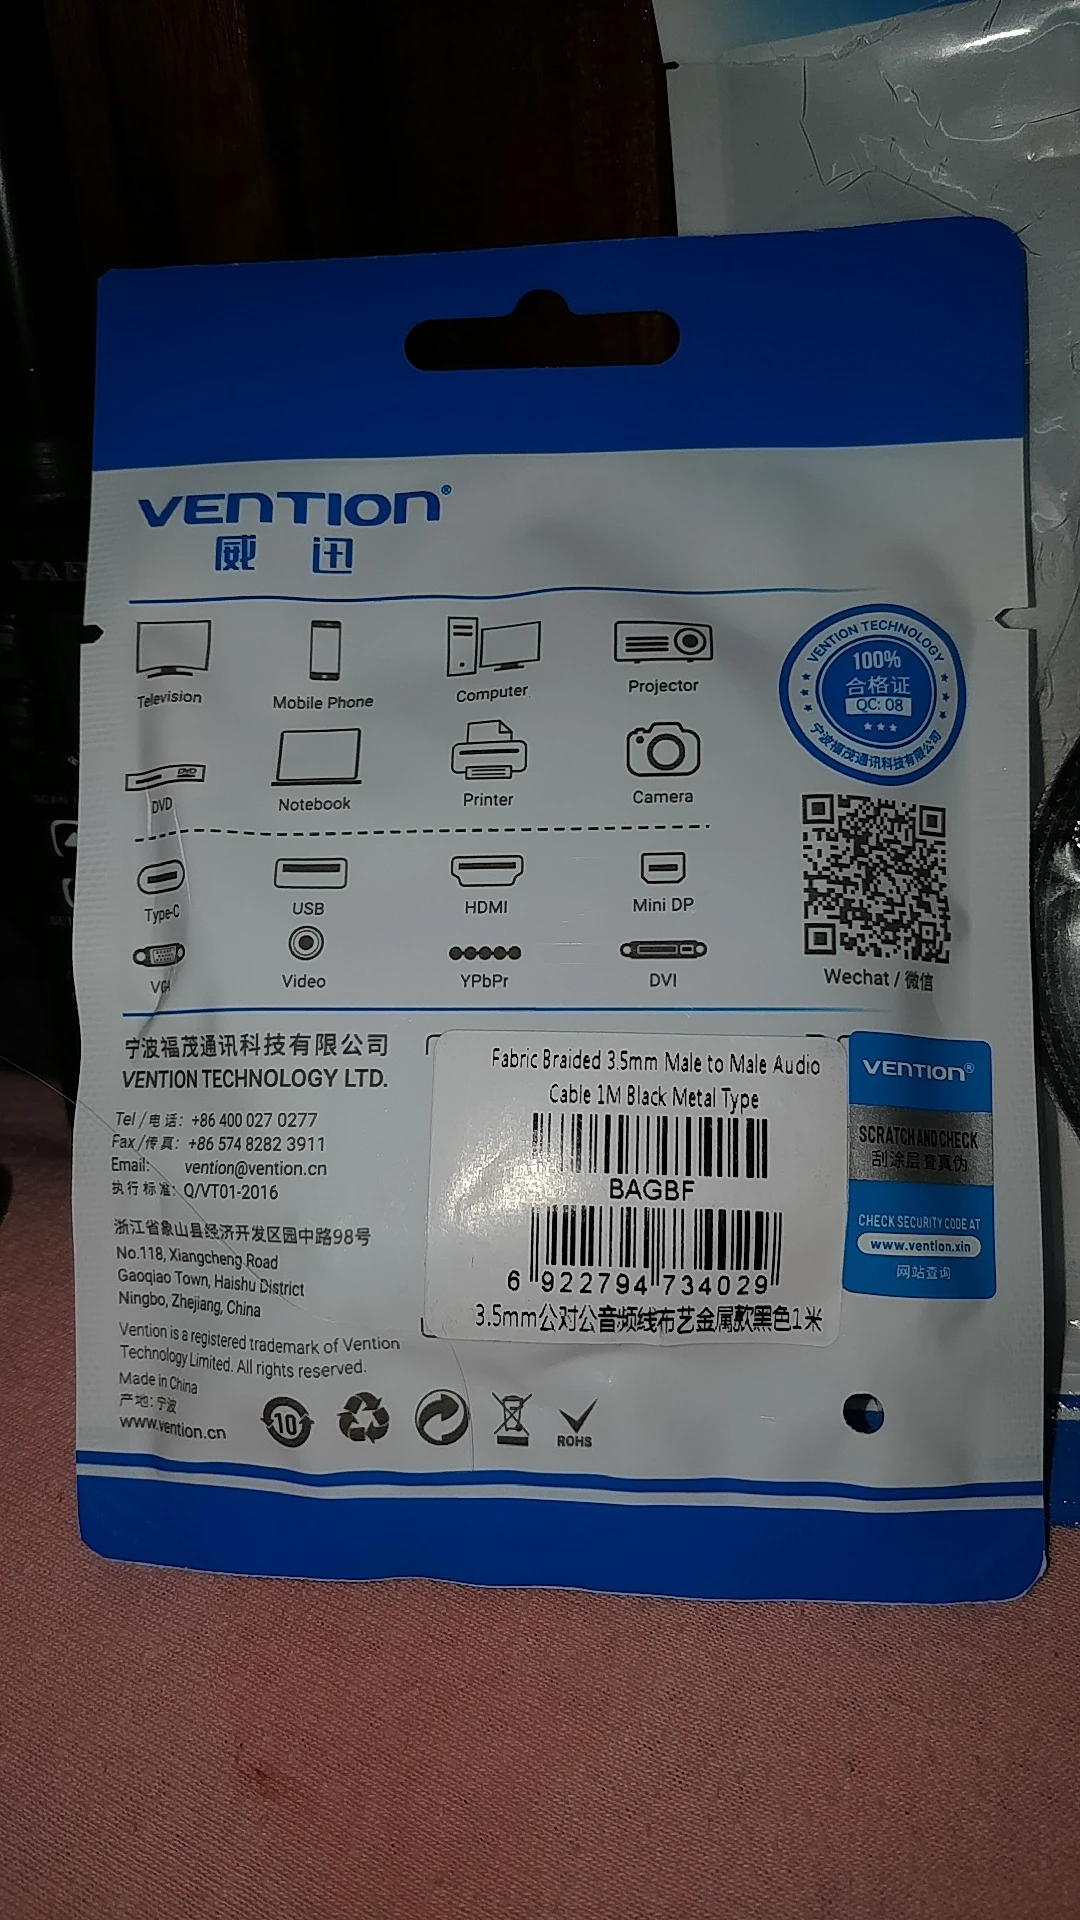 VENTION®
威 迅
Television
Mobile Phone
Computer
Projector
DVD
DVD
Notebook
Printer
Camera
VENTION TECHNOLOGY
100%
合格证
QC: 08
宁波福茂通讯科技有限公司
Type-C
USB
HDMI
Mini DP
VGA
Video
YPbPr
DVI
Wechat / 微信
宁波福茂通讯科技有限公司
VENTION TECHNOLOGY LTD.
Tel / 电 话: +86 400 027 0277
Fax / 传 真: +86 574 8282 3911
Email: vention@vention.cn
执 行 标 准: Q/VT01-2016
浙江省象山县经济开发区园中路98号
No.118, Xiangcheng Road
Gaoqiao Town, Haishu District
Ningbo, Zhejiang, China
Vention is a registered trademark of Vention
Technology Limited. All rights reserved.
Made in China
产地: 宁波
www.vention.cn
10
ROHS
Fabric Braided 3.5mm Male to Male Audio
Cable 1M Black Metal Type
BAGBF
6 922794 734029
3.5mm公对公音频线布艺金属款黑色1米
VENTION®
SCRATCH AND CHECK
刮涂层查真伪
CHECK SECURITY CODE AT
www.vention.xin
网站查询